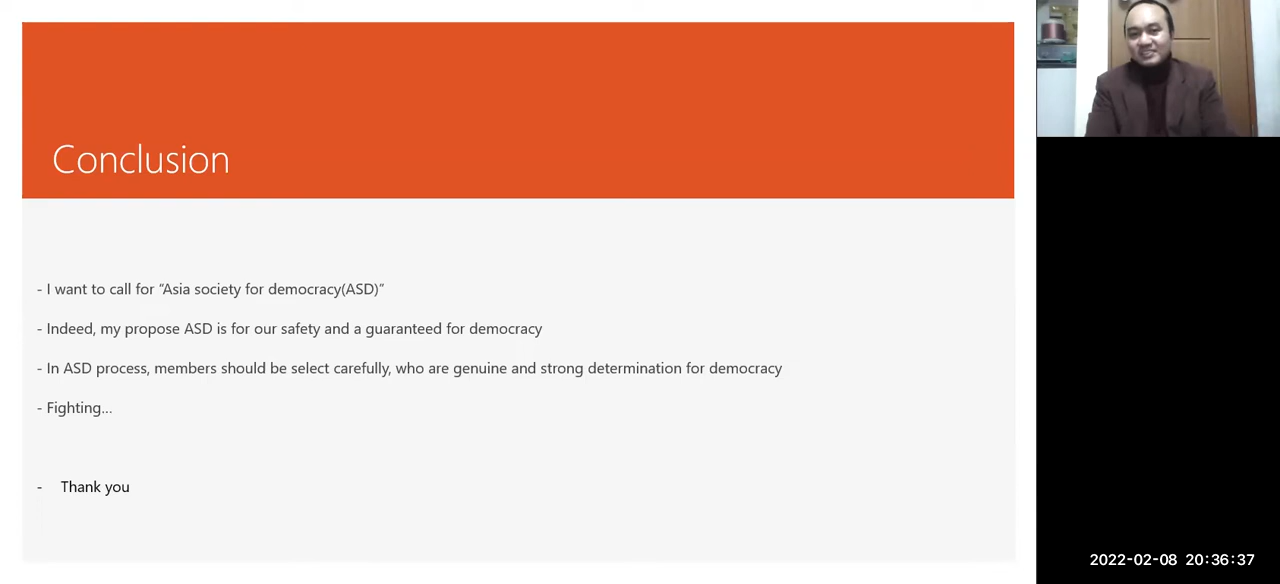 Conclusion
- I want to call for “Asia society for democracy(ASD)”
- Indeed, my propose ASD is for our safety and a guaranteed for democracy
- In ASD process, members should be select carefully, who are genuine and strong determination for democracy
- Fighting...
- Thank you
2022-02-08 20:36:37